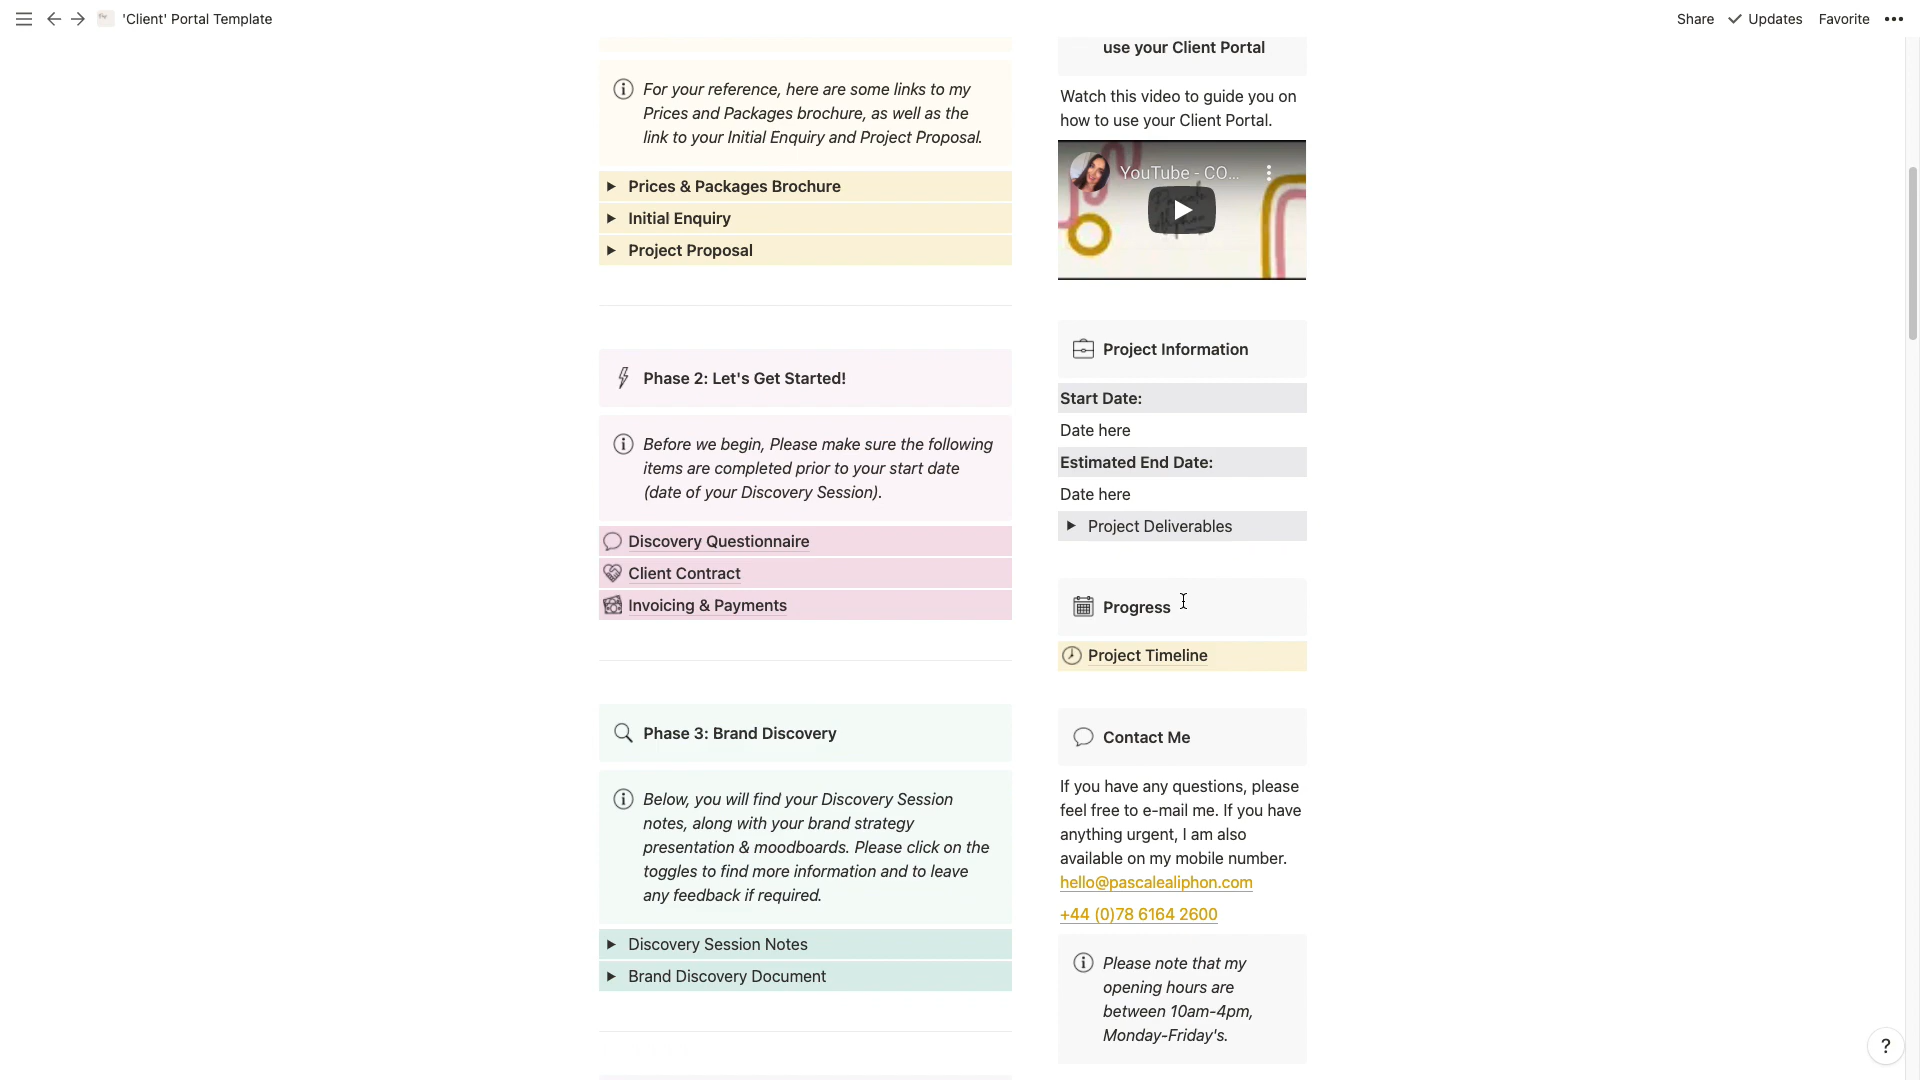 'Client' Portal Template
Share
Updates
Favorite
For your reference, here are some links to my
Prices and Packages brochure, as well as the
link to your Initial Enquiry and Project Proposal.
Prices & Packages Brochure
Initial Enquiry
Project Proposal
Phase 2: Let's Get Started!
Before we begin, Please make sure the following
items are completed prior to your start date
(date of your Discovery Session).
Discovery Questionnaire
Client Contract
Invoicing & Payments
Phase 3: Brand Discovery
Below, you will find your Discovery Session
notes, along with your brand strategy
presentation & moodboards. Please click on the
toggles to find more information and to leave
any feedback if required.
Discovery Session Notes
Brand Discovery Document
use your Client Portal
Watch this video to guide you on
how to use your Client Portal.
YouTube - CO...
Project Information
Start Date:
Date here
Estimated End Date:
Date here
Project Deliverables
Progress
Project Timeline
Contact Me
If you have any questions, please
feel free to e-mail me. If you have
anything urgent, I am also
available on my mobile number.
hello@pascalealiphon.com
+44 (0)78 6164 2600
Please note that my
opening hours are
between 10am-4pm,
Monday-Friday's.
?